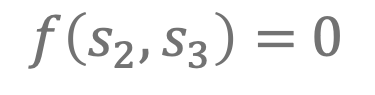 f(s₂, s₃) = 0